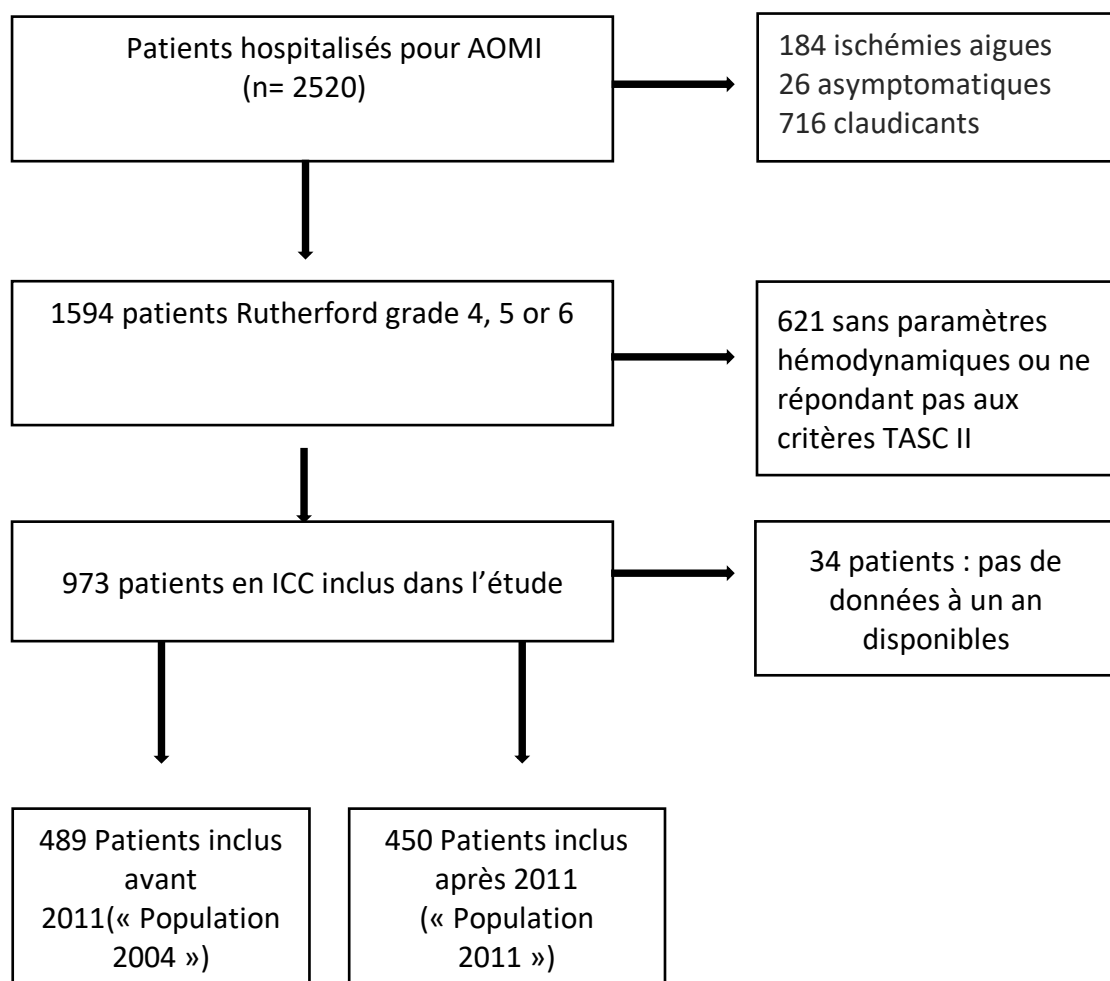 Patients hospitalisés pour AOMI
(n= 2520)
184 ischémies aigues
26 asymptomatiques
716 claudicants
1594 patients Rutherford grade 4, 5 or 6
621 sans paramètres
hémodynamiques ou ne
répondant pas aux
critères TASC II
973 patients en ICC inclus dans l’étude
34 patients : pas de
données à un an
disponibles
489 Patients inclus
avant
2011(« Population
2004 »)
450 Patients inclus
après 2011
(« Population
2011 »)